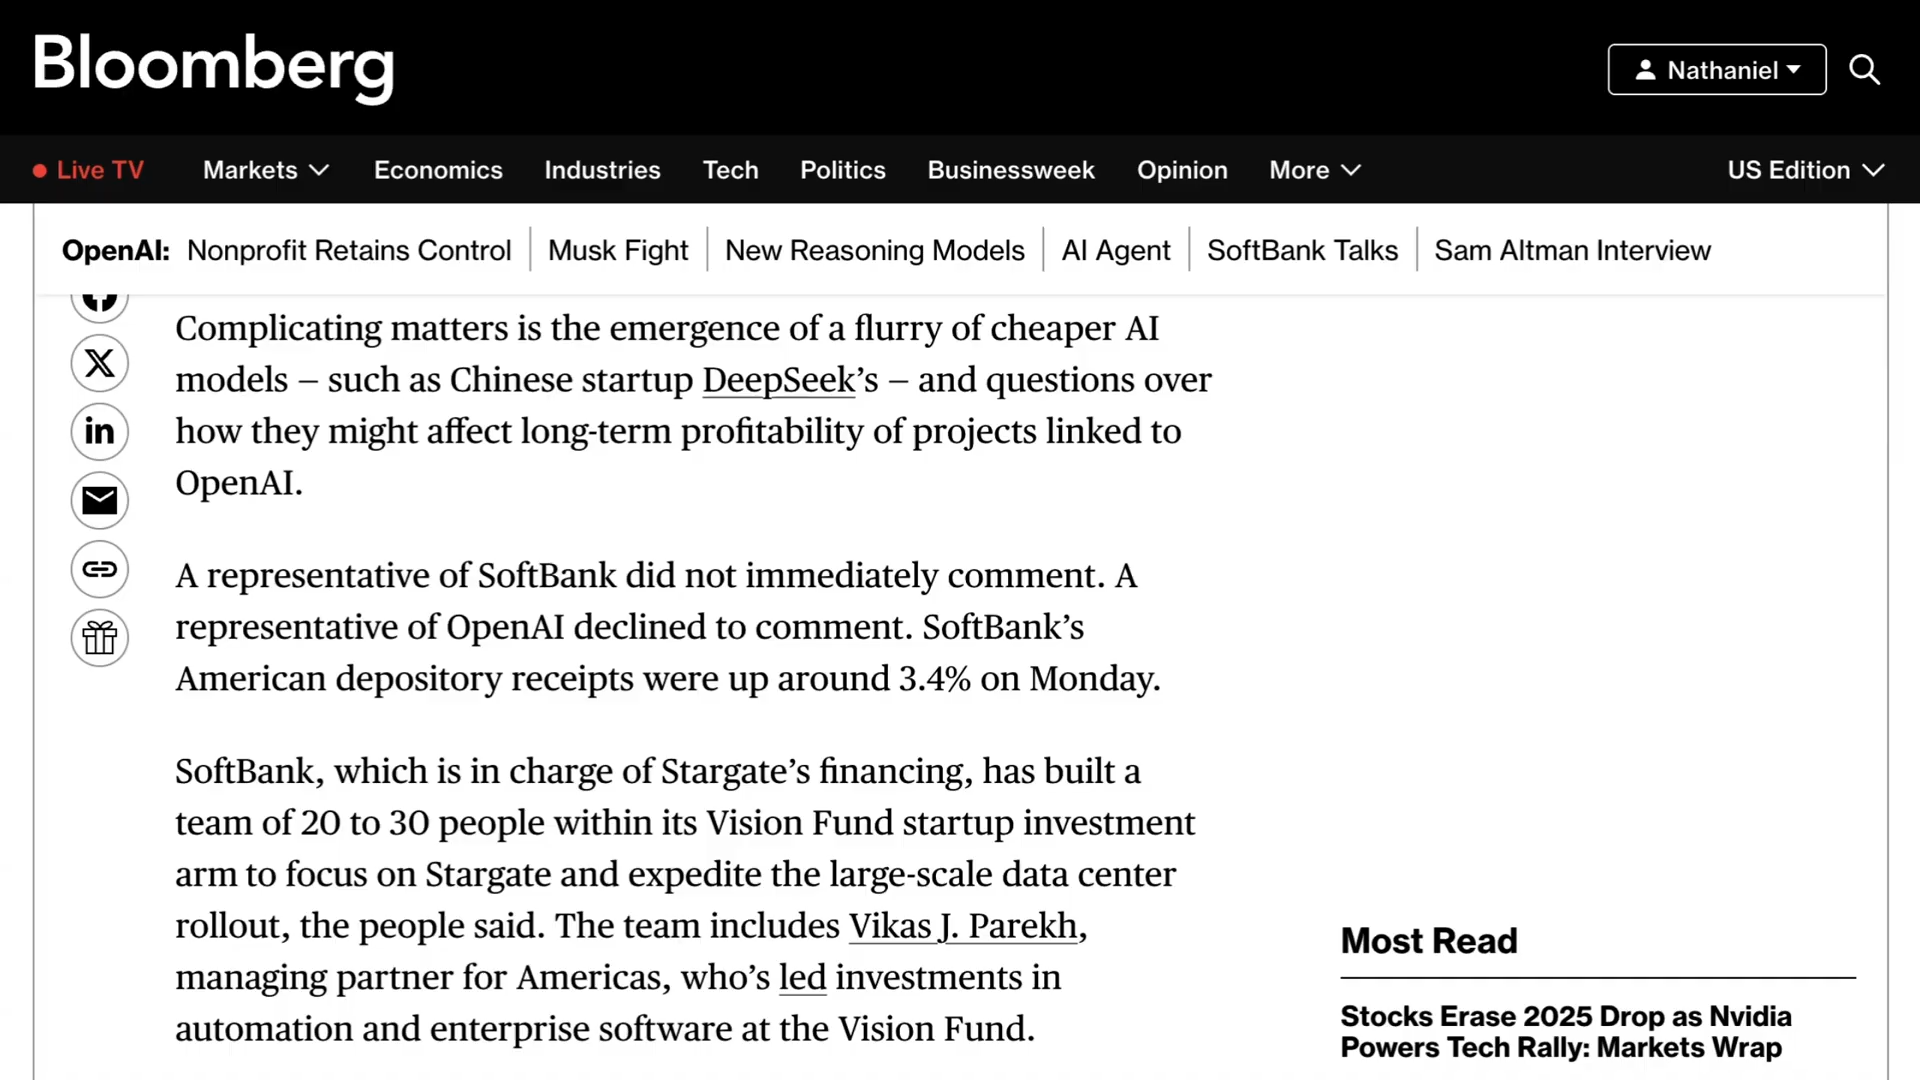 Bloomberg
Nathaniel
Live TV
Markets
Economics
Industries
Tech
Politics
Businessweek
Opinion
More
US Edition
OpenAI:
Nonprofit Retains Control
Musk Fight
New Reasoning Models
AI Agent
SoftBank Talks
Sam Altman Interview
Complicating matters is the emergence of a flurry of cheaper AI
models – such as Chinese startup DeepSeek’s – and questions over
how they might affect long-term profitability of projects linked to
OpenAI.
A representative of SoftBank did not immediately comment. A
representative of OpenAI declined to comment. SoftBank’s
American depository receipts were up around 3.4% on Monday.
SoftBank, which is in charge of Stargate’s financing, has built a
team of 20 to 30 people within its Vision Fund startup investment
arm to focus on Stargate and expedite the large-scale data center
rollout, the people said. The team includes Vikas J. Parekh,
managing partner for Americas, who’s led investments in
automation and enterprise software at the Vision Fund.
Most Read
Stocks Erase 2025 Drop as Nvidia
Powers Tech Rally: Markets Wrap